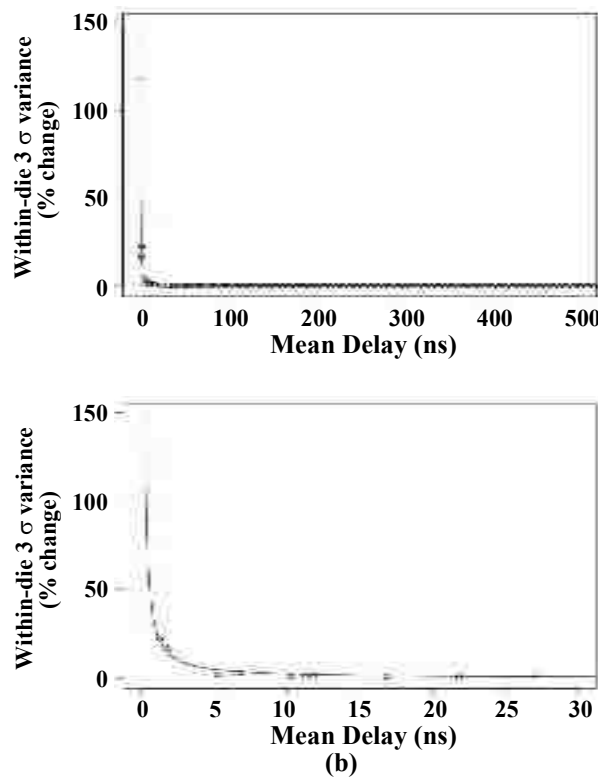 Within-die 3 σ variance
(% change)
150
100
50
0
0 100 200 300 400 500
Mean Delay (ns)
Within-die 3 σ variance
(% change)
150
100
50
0
0 5 10 15 20 25 30
Mean Delay (ns)
(b)